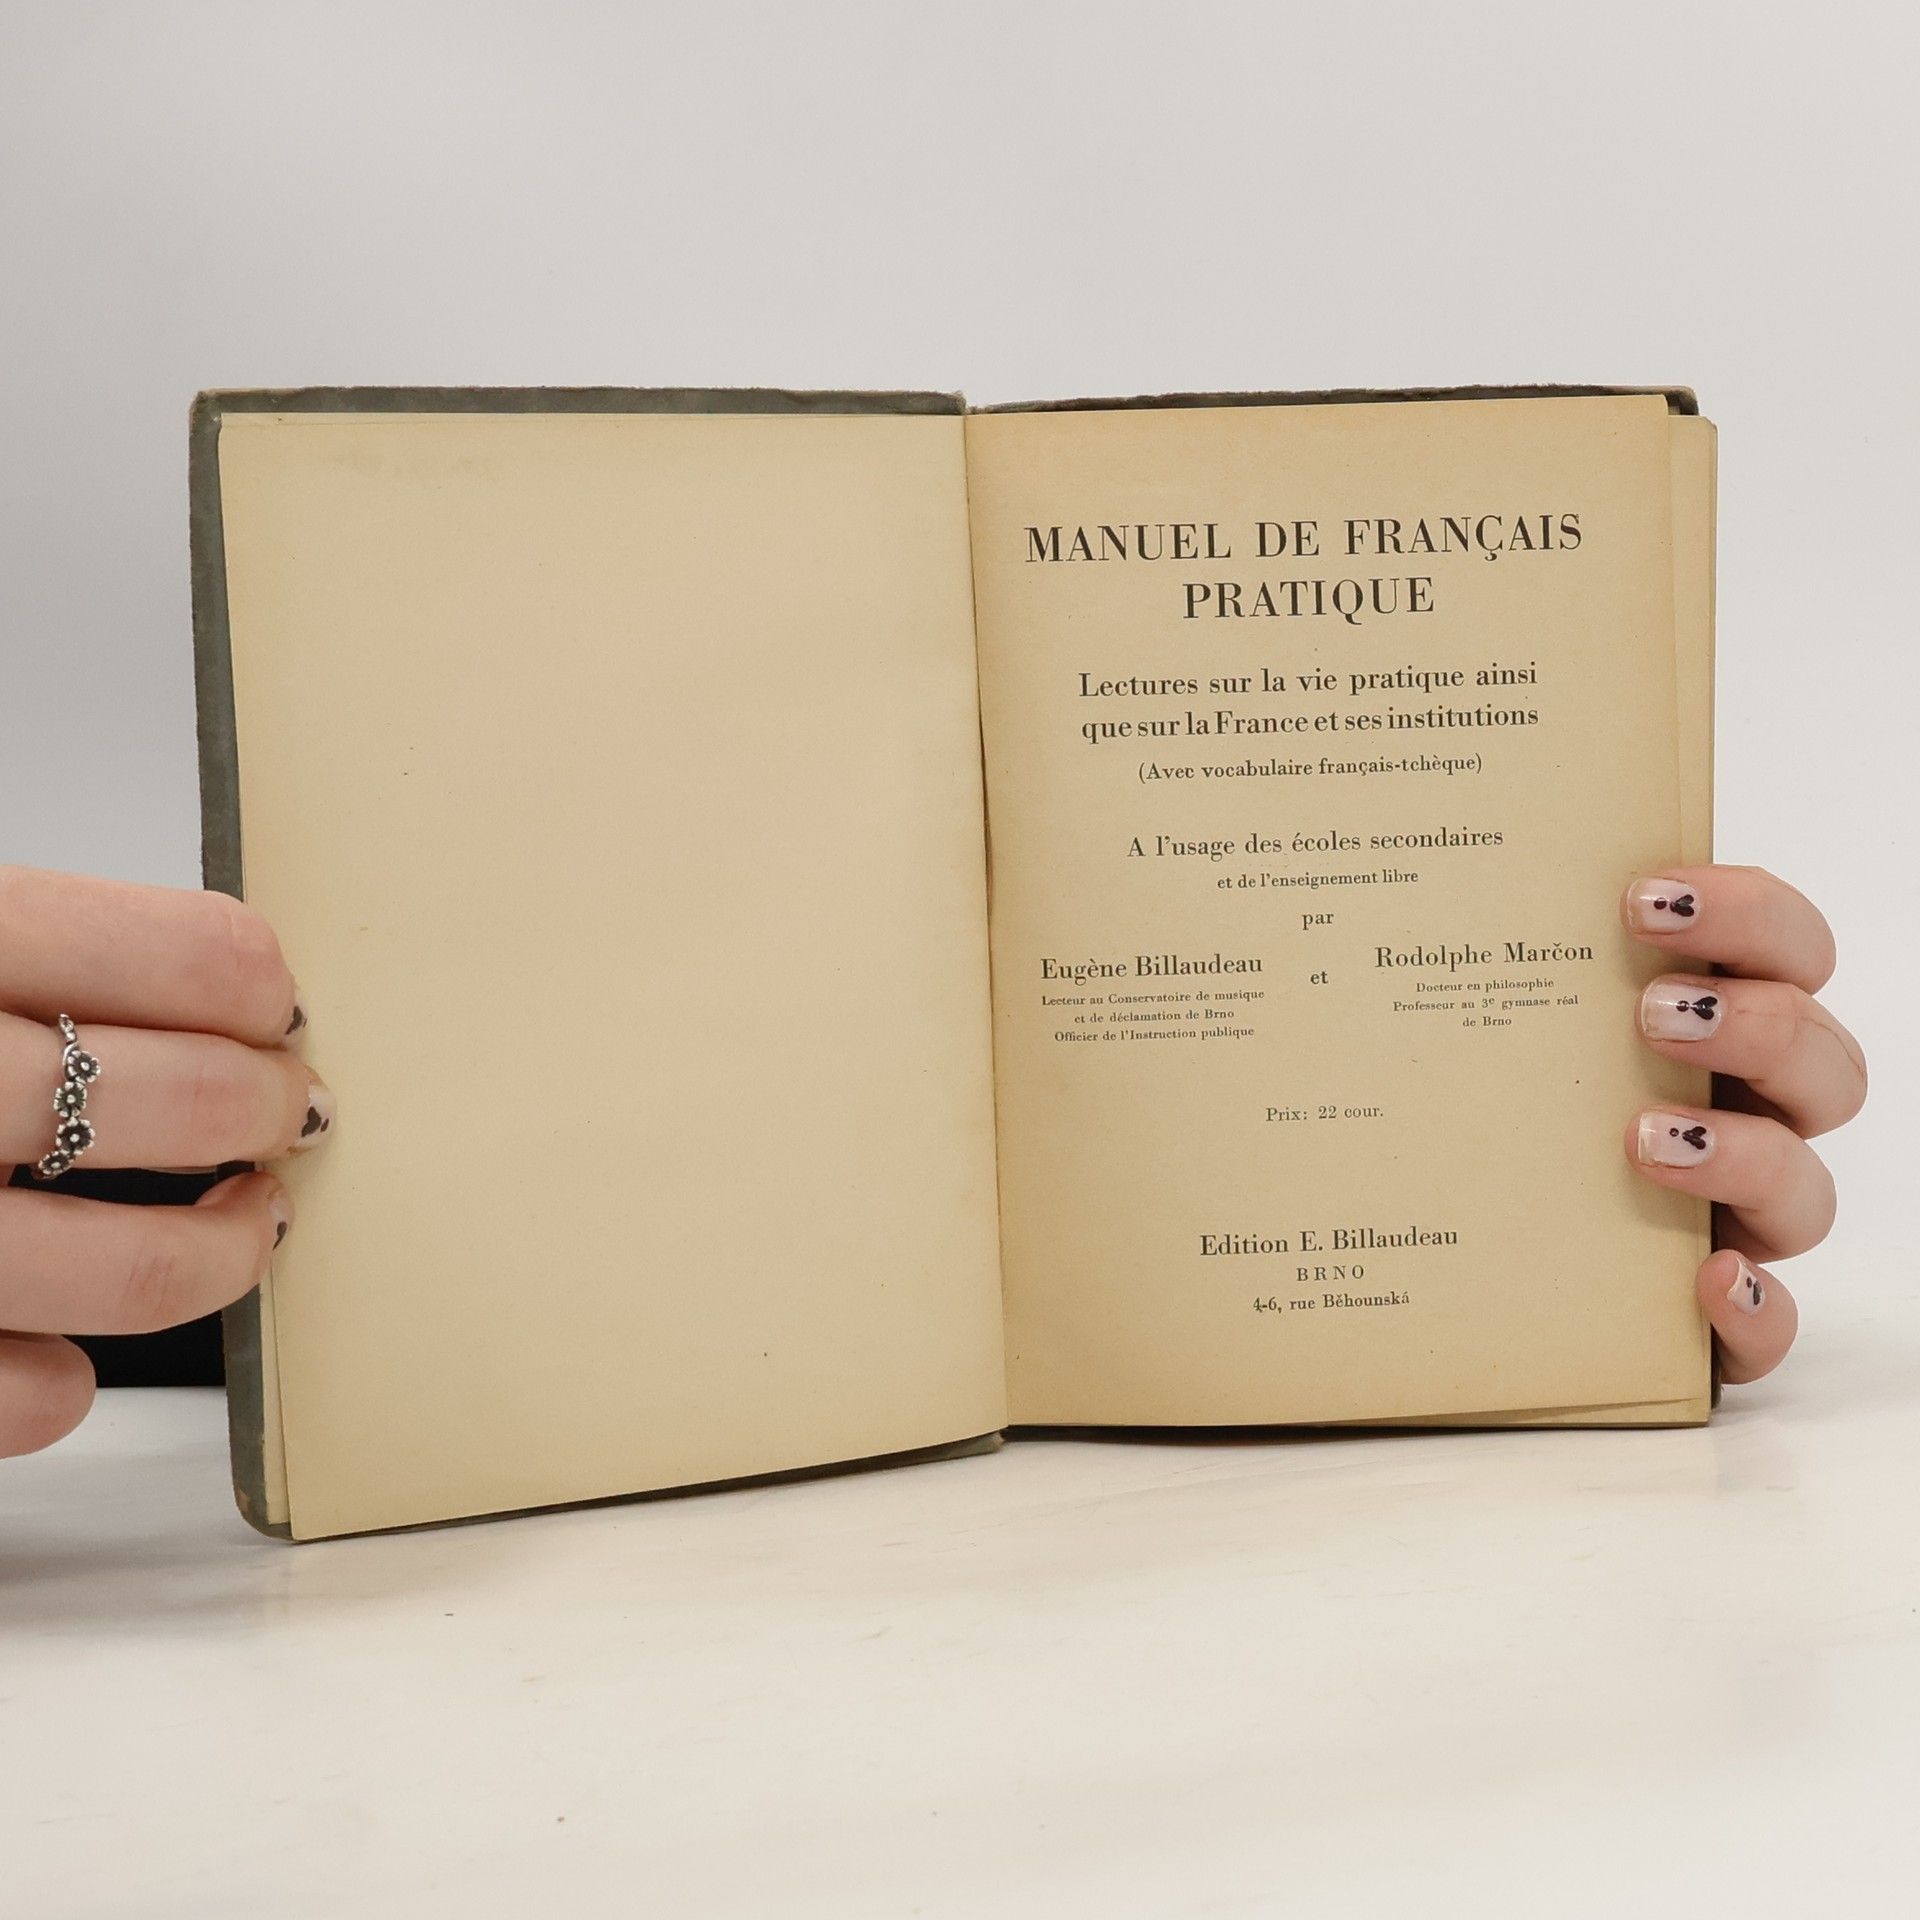 MANUEL DE FRANÇAIS
PRATIQUE
Lectures sur la vie pratique ainsi
que sur la France et ses institutions
(Avec vocabulaire français-tchèque)
A l'usage des écoles secondaires
et de l'enseignement libre
par
Eugène Billaudeau
Lecteur au Conservatoire de musique
et de déclamation de Brno
Officier de l'Instruction publique
et
Rodolphe Marčon
Docteur en philosophie
Professeur au 3e gymnase réal
de Brno
Prix: 22 cour.
Edition E. Billaudeau
BRNO
4-6, rue Běhounská